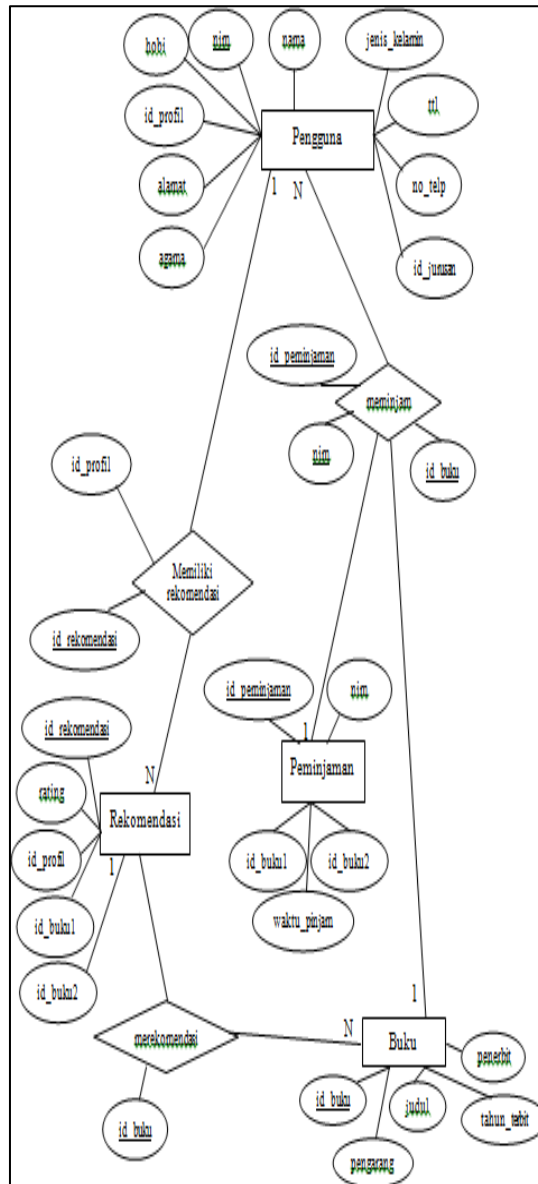 hobi
nim
nama
jenis_kelamin
id_profil
ttl
Pengguna
alamat
no_telp
1
N
agama
id_jurusan
id_peminjaman
meminjam
nim
id_buku
id_profil
Memiliki
rekomendasi
id_rekomendasi
id_peminjaman
nim
id_rekomendasi
1
Peminjaman
N
rating
Rekomendasi
id_profil
1
id_buku1
id_buku2
waktu_pinjam
id_buku1
id_buku2
1
merekomendasi
N
Buku
penerbit
id_buku
judul
tahun_terbit
id_buku
pengarang